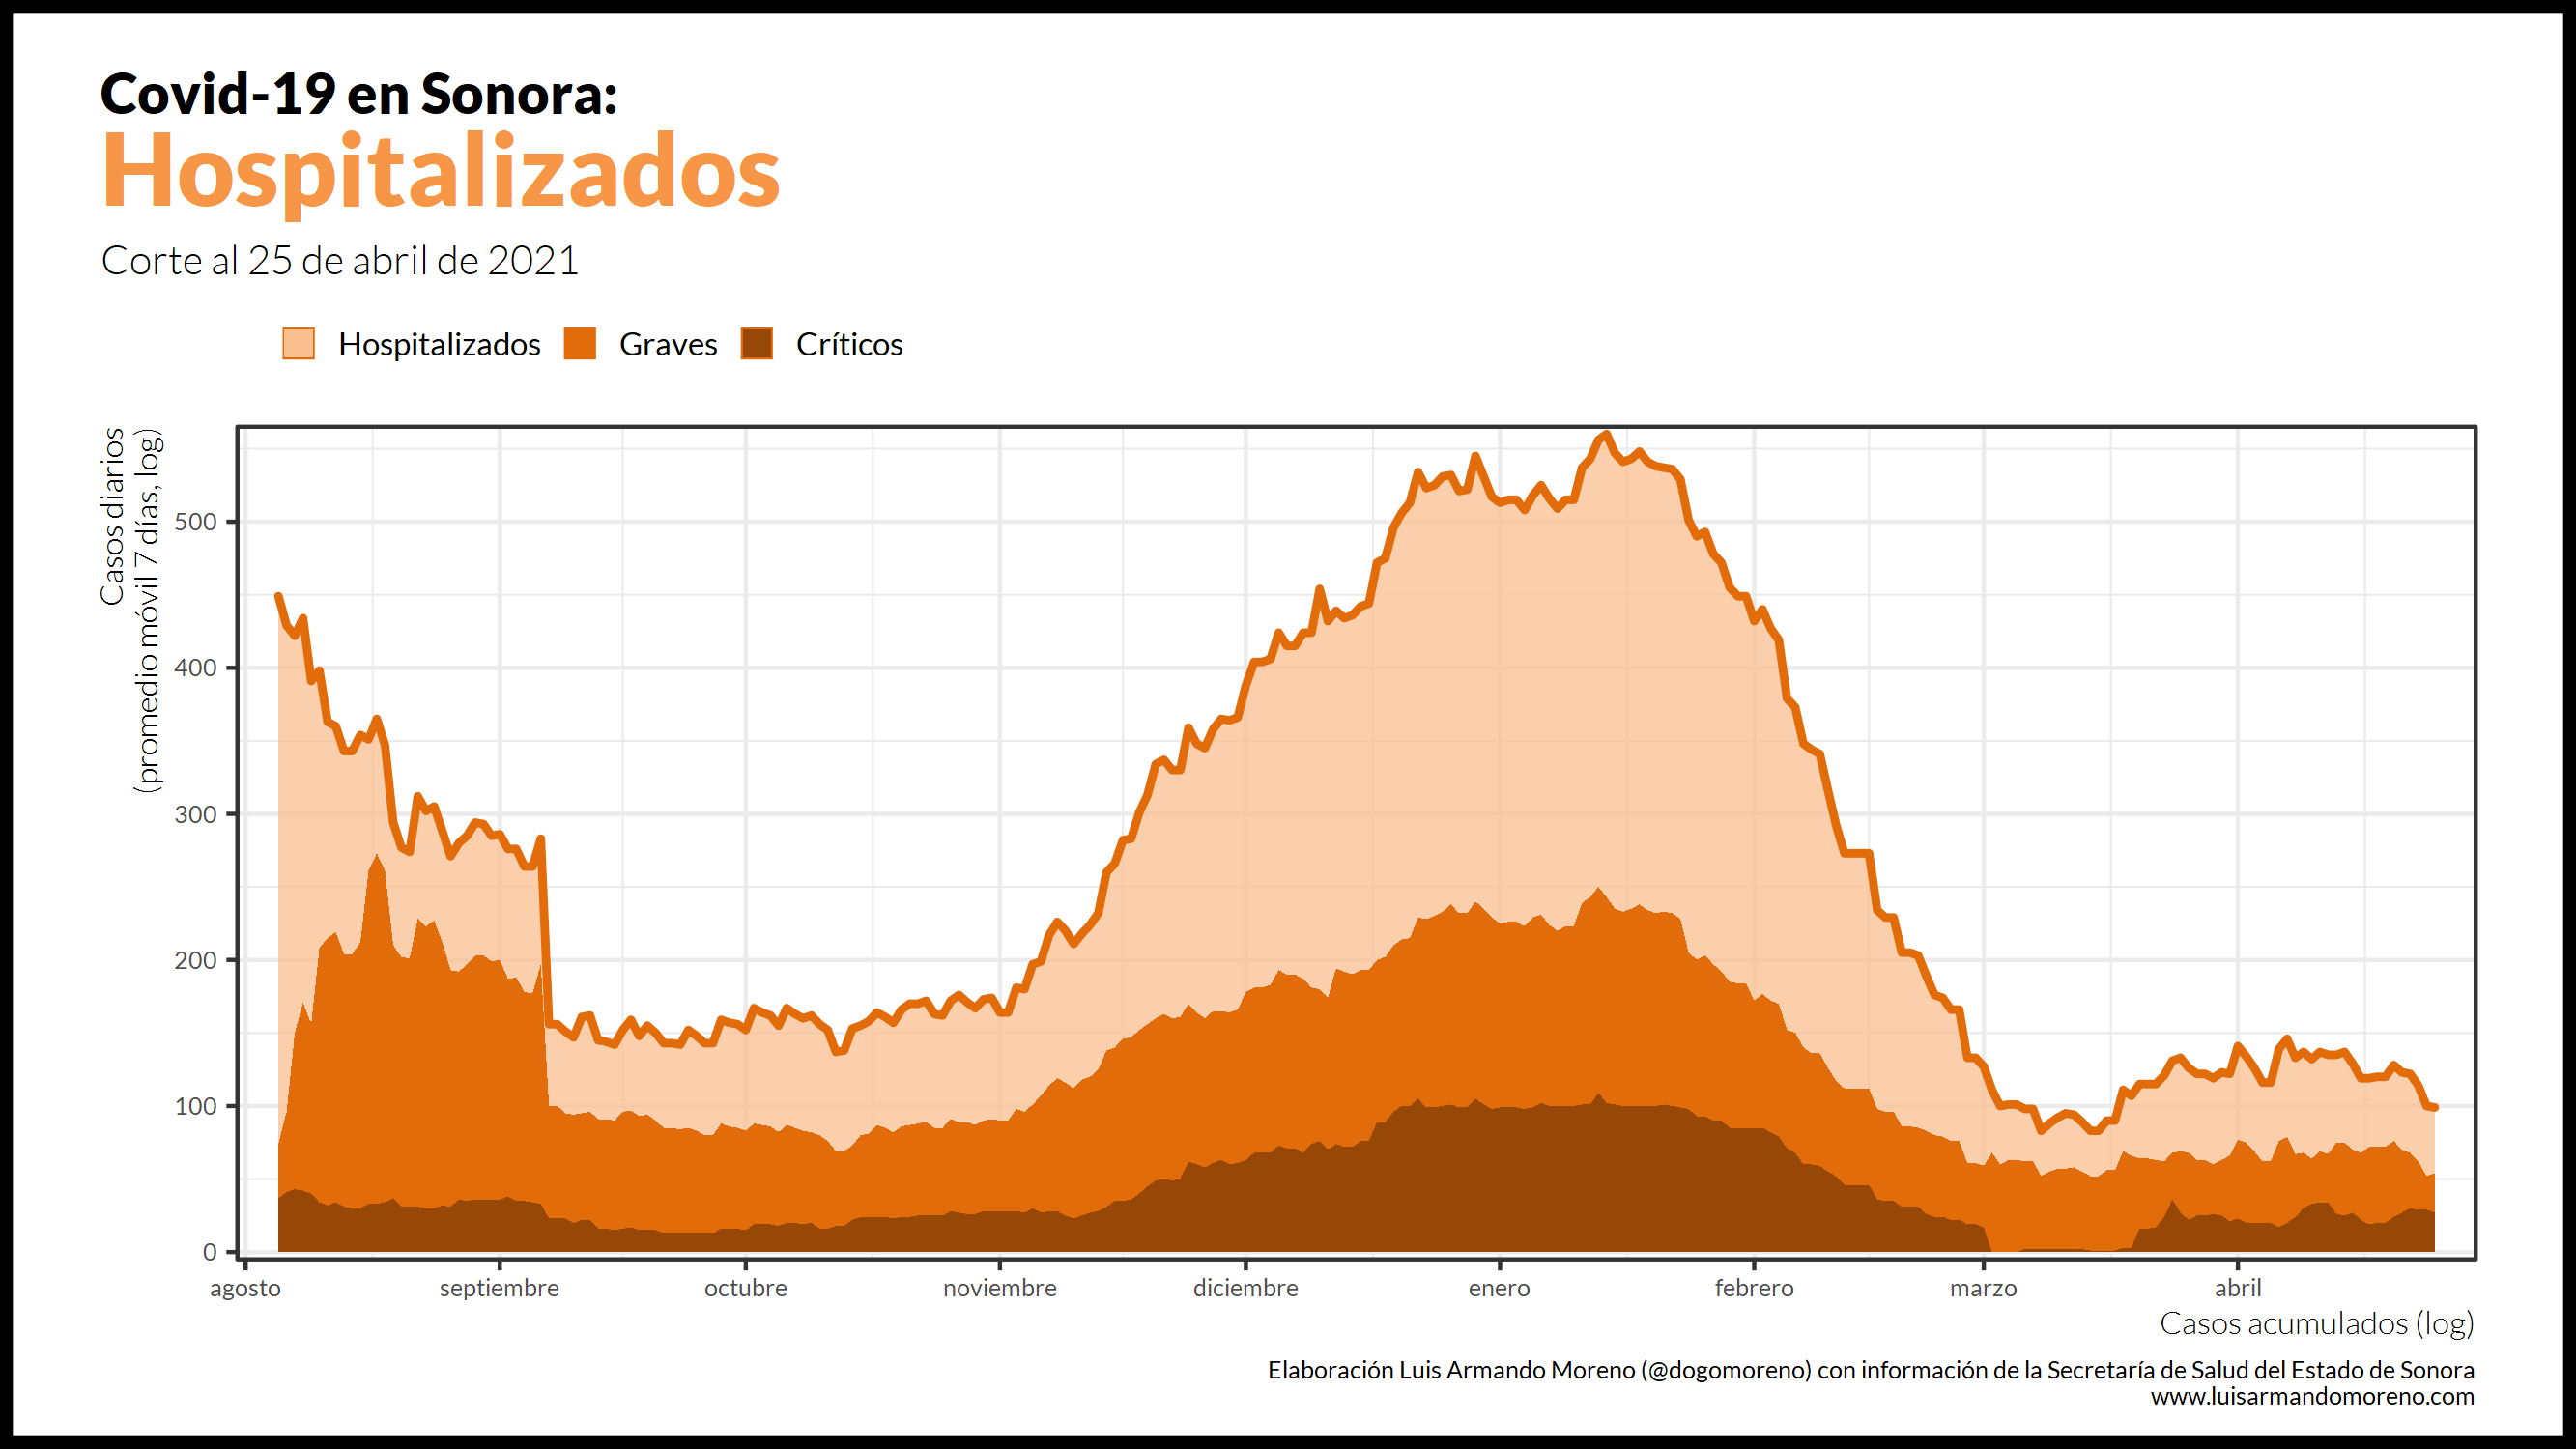 Covid-19 en Sonora:
Hospitalizados
Corte al 25 de abril de 2021
Hospitalizados Graves Críticos
Casos diarios
(promedio móvil 7 días, log)
500
400
300
200
100
0
agosto septiembre octubre noviembre diciembre enero febrero marzo abril
Casos acumulados (log)
Elaboración Luis Armando Moreno (@dogomoreno) con información de la Secretaría de Salud del Estado de Sonora
www.luisarmandomoreno.com